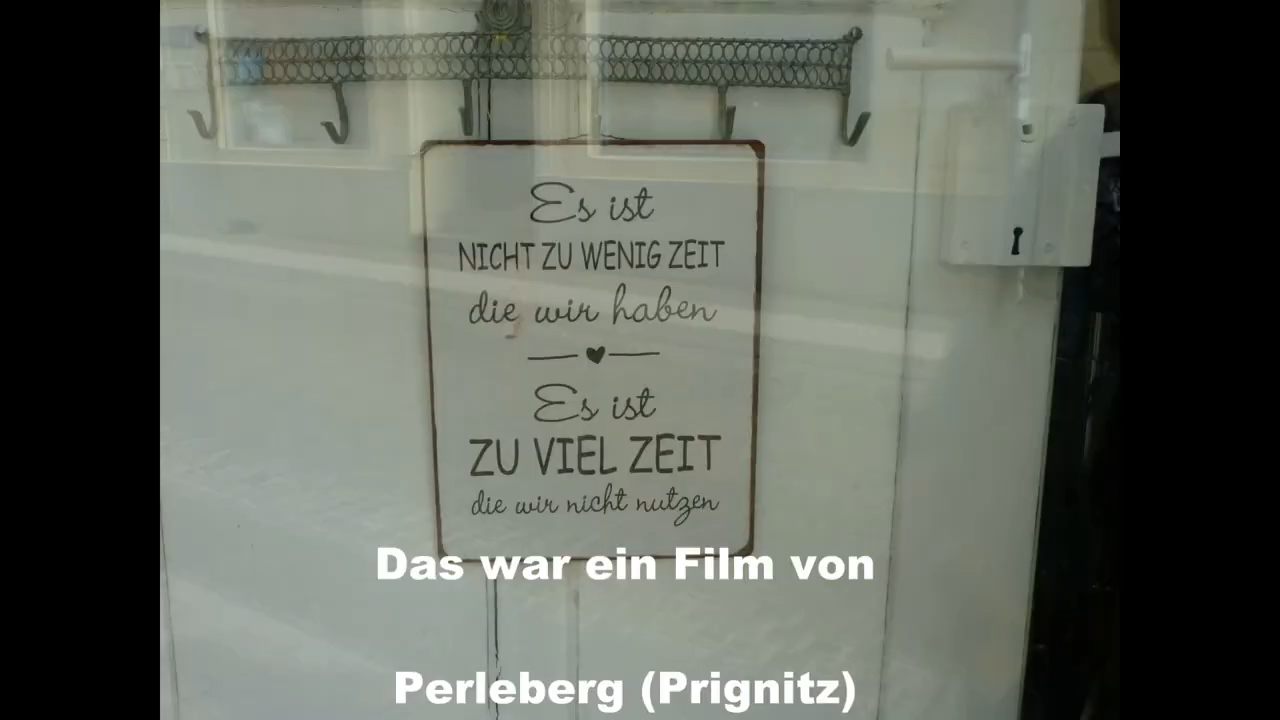 Es ist
NICHT ZU WENIG ZEIT
die wir haben
Es ist
ZU VIEL ZEIT
die wir nicht nutzen
Das war ein Film von
Perleberg (Prignitz)